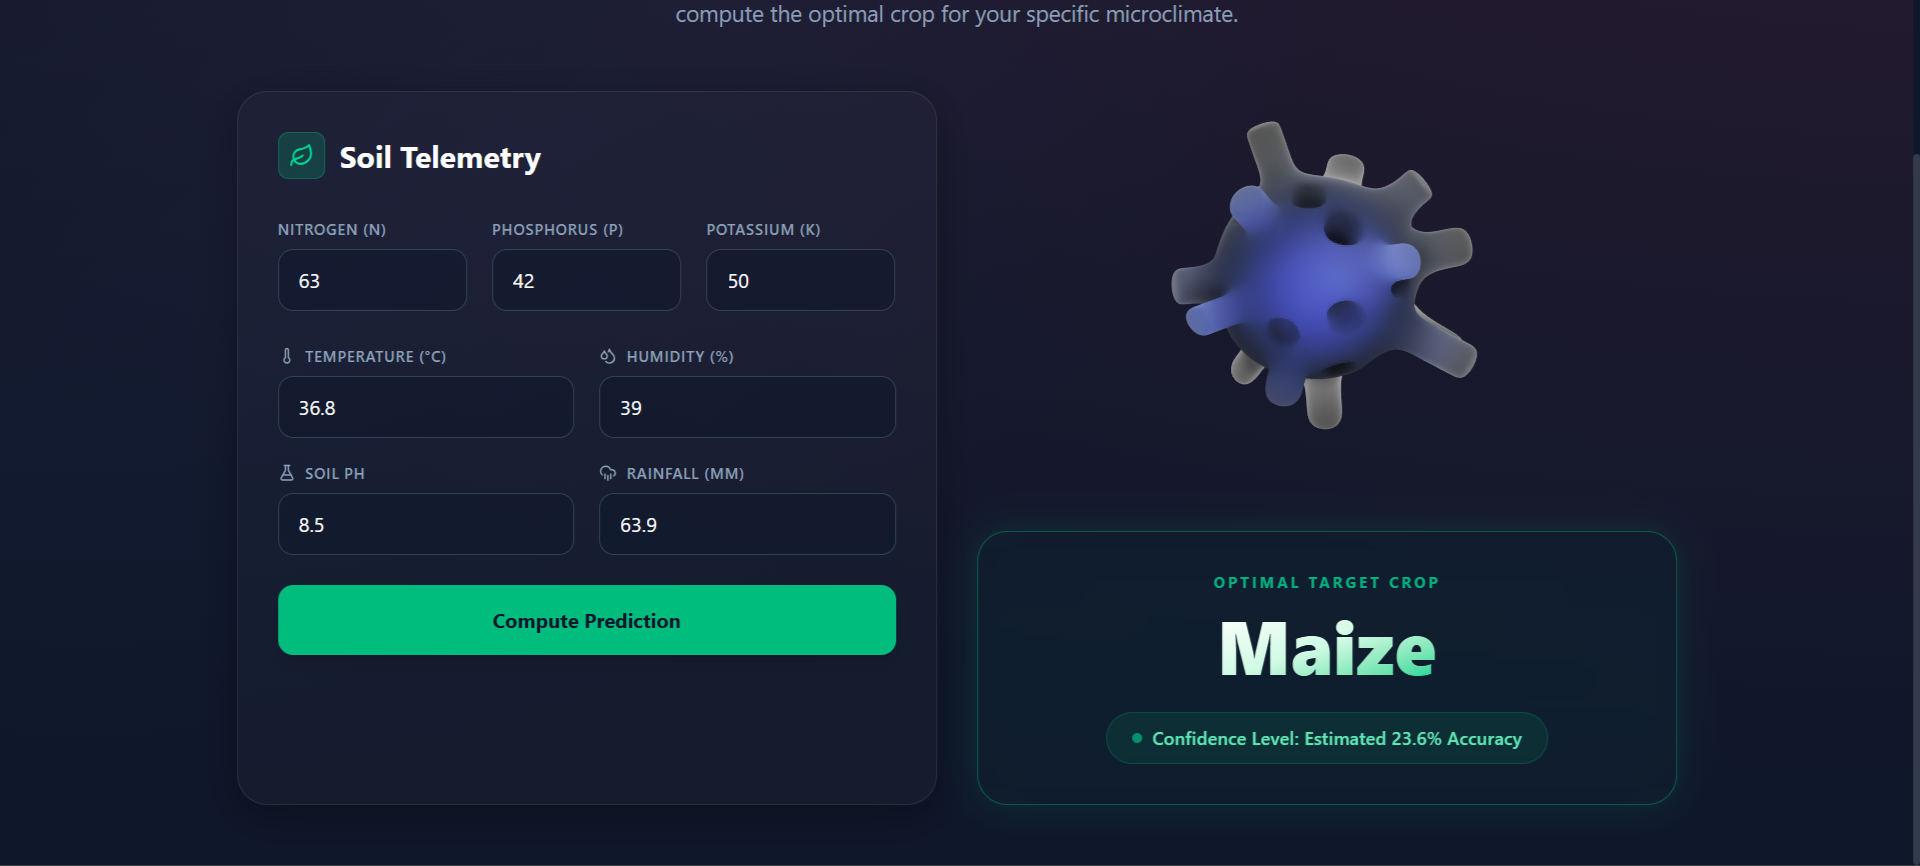 compute the optimal crop for your specific microclimate.
Soil Telemetry
NITROGEN (N)
PHOSPHORUS (P)
POTASSIUM (K)
63
42
50
TEMPERATURE (°C)
HUMIDITY (%)
36.8
39
SOIL PH
RAINFALL (MM)
8.5
63.9
Compute Prediction
OPTIMAL TARGET CROP
Maize
Confidence Level: Estimated 23.6% Accuracy